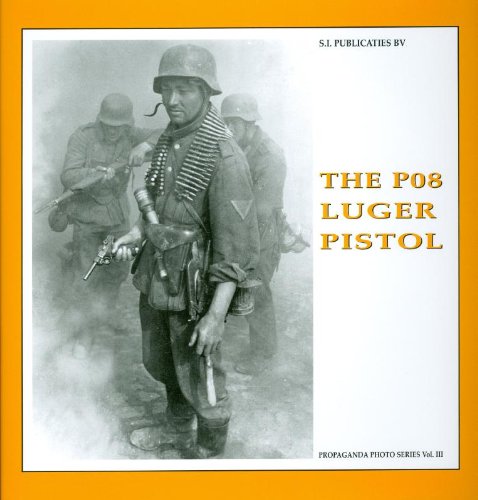 S.I. PUBLICATIES BV
THE P08
LUGER
PISTOL
PROPAGANDA PHOTO SERIES Vol. III